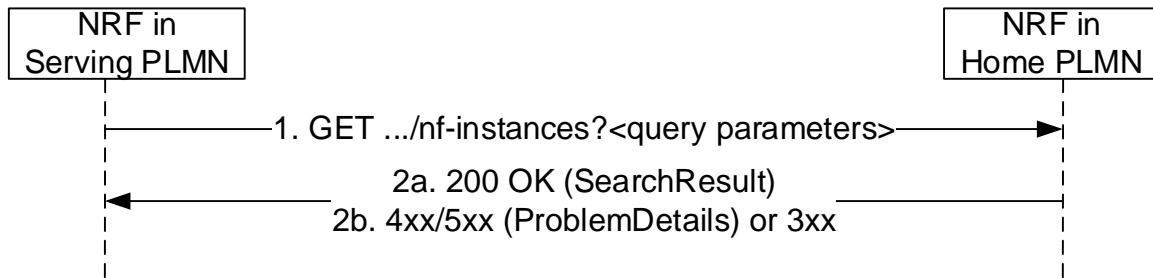 NRF in
Serving PLMN
NRF in
Home PLMN
1. GET .../nf-instances?<query parameters>
2a. 200 OK (SearchResult)
2b. 4xx/5xx (ProblemDetails) or 3xx